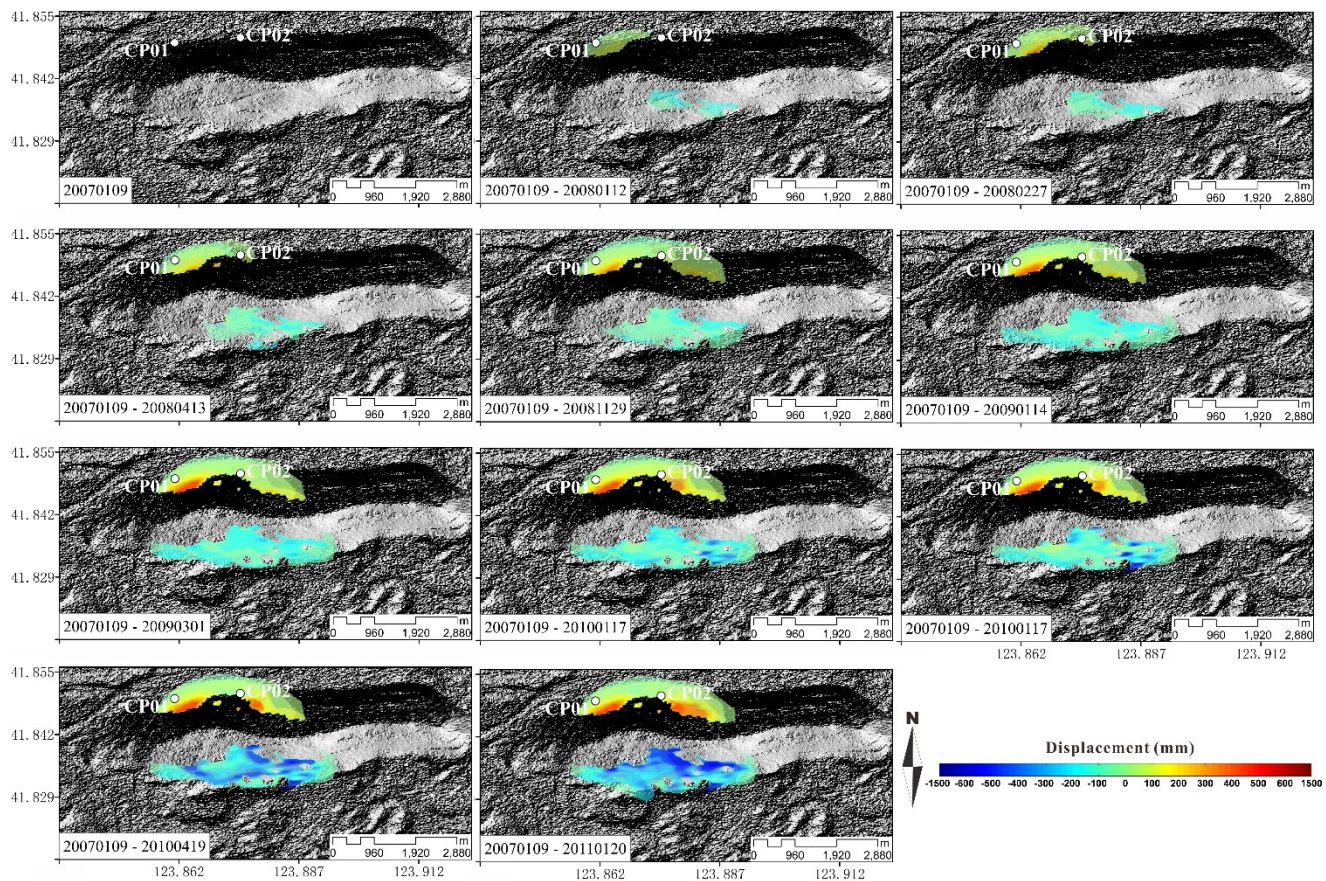 41.855
CP01
CP02
41.842
41.829
20070109
0 960 1,920 2,880 m
CP01
CP02
20070109 - 20080112
0 960 1,920 2,880 m
CP01
CP02
20070109 - 20080227
0 960 1,920 2,880 m
41.855
CP01
CP02
41.842
41.829
20070109 - 20080413
0 960 1,920 2,880 m
CP01
CP02
20070109 - 20081129
0 960 1,920 2,880 m
CP01
CP02
20070109 - 20090114
0 960 1,920 2,880 m
41.855
CP01
CP02
41.842
41.829
20070109 - 20090301
0 960 1,920 2,880 m
CP01
CP02
20070109 - 20100117
0 960 1,920 2,880 m
CP01
CP02
20070109 - 20100117
0 960 1,920 2,880 m
123.862 123.887 123.912
41.855
CP01
CP02
41.842
41.829
20070109 - 20100419
0 960 1,920 2,880 m
123.862 123.887 123.912
CP01
CP02
20070109 - 20110120
0 960 1,920 2,880 m
123.862 123.887 123.912
N
Displacement (mm)
-1500 -600 -500 -400 -300 -200 -100 0 100 200 300 400 500 600 1500